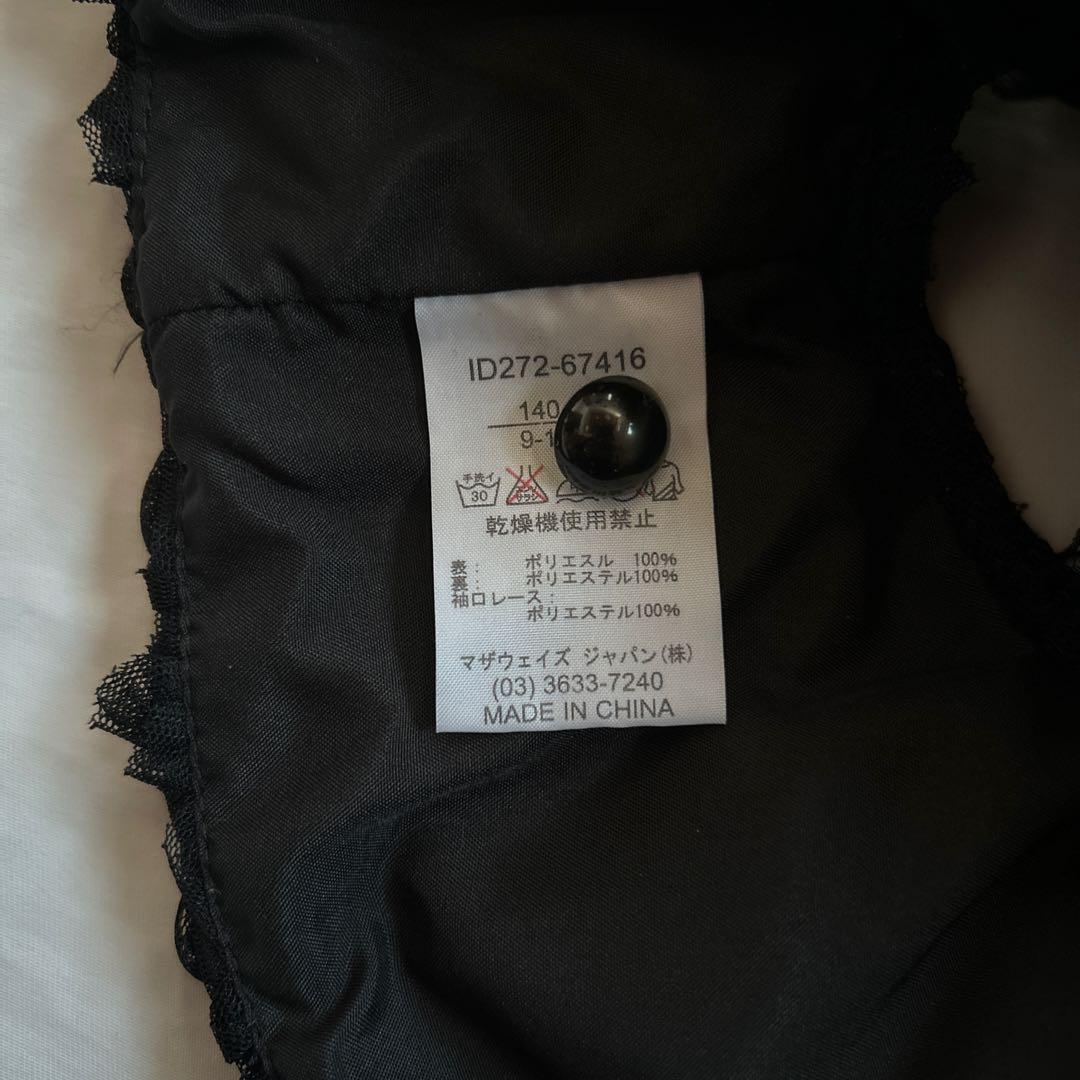 ID272-67416
140
手洗イ
30
サラシ
乾燥機使用禁止
表： ポリエスル 100%
裏： ポリエステル100%
袖口レース：
ポリエステル100%
マザウェイズ ジャパン(株)
(03) 3633-7240
MADE IN CHINA